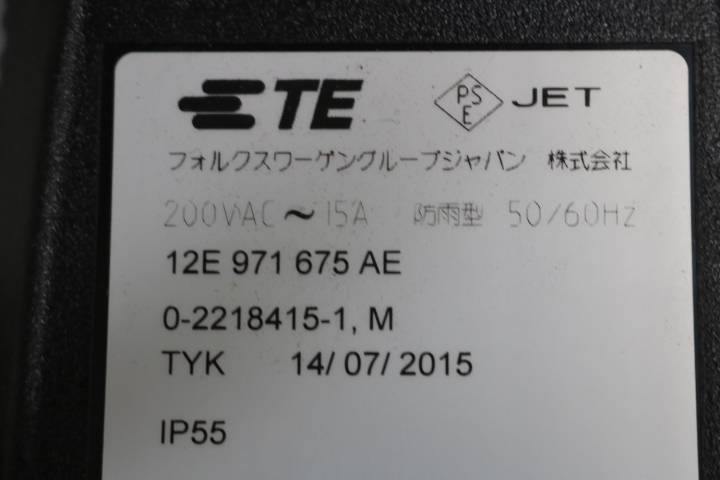 TE PSE JET
フォルクスワーゲングループジャパン 株式会社
200VAC～15A 防雨型 50/60Hz
12E 971 675 AE
0-2218415-1, M
TYK 14/ 07/ 2015
IP55